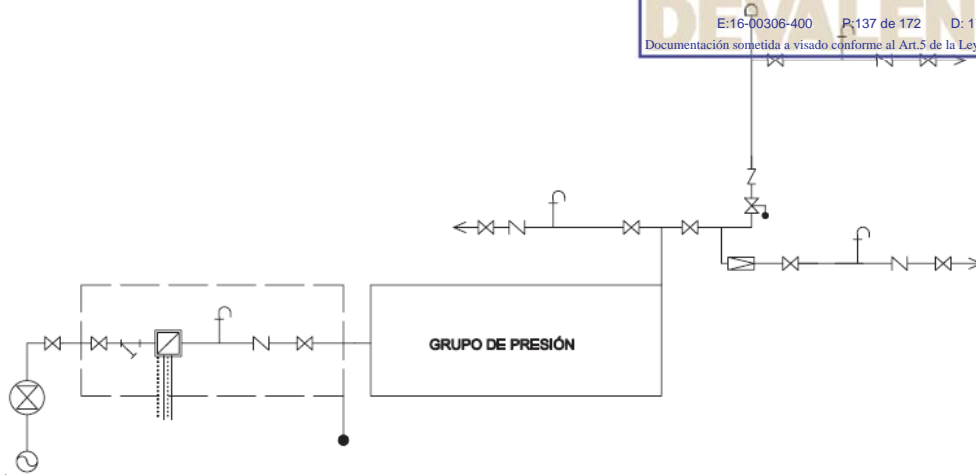 DEVALEN
E:16-00306-400 P:137 de 172 D: 1
Documentación sometida a visado conforme al Art.5 de la Ley
GRUPO DE PRESIÓN